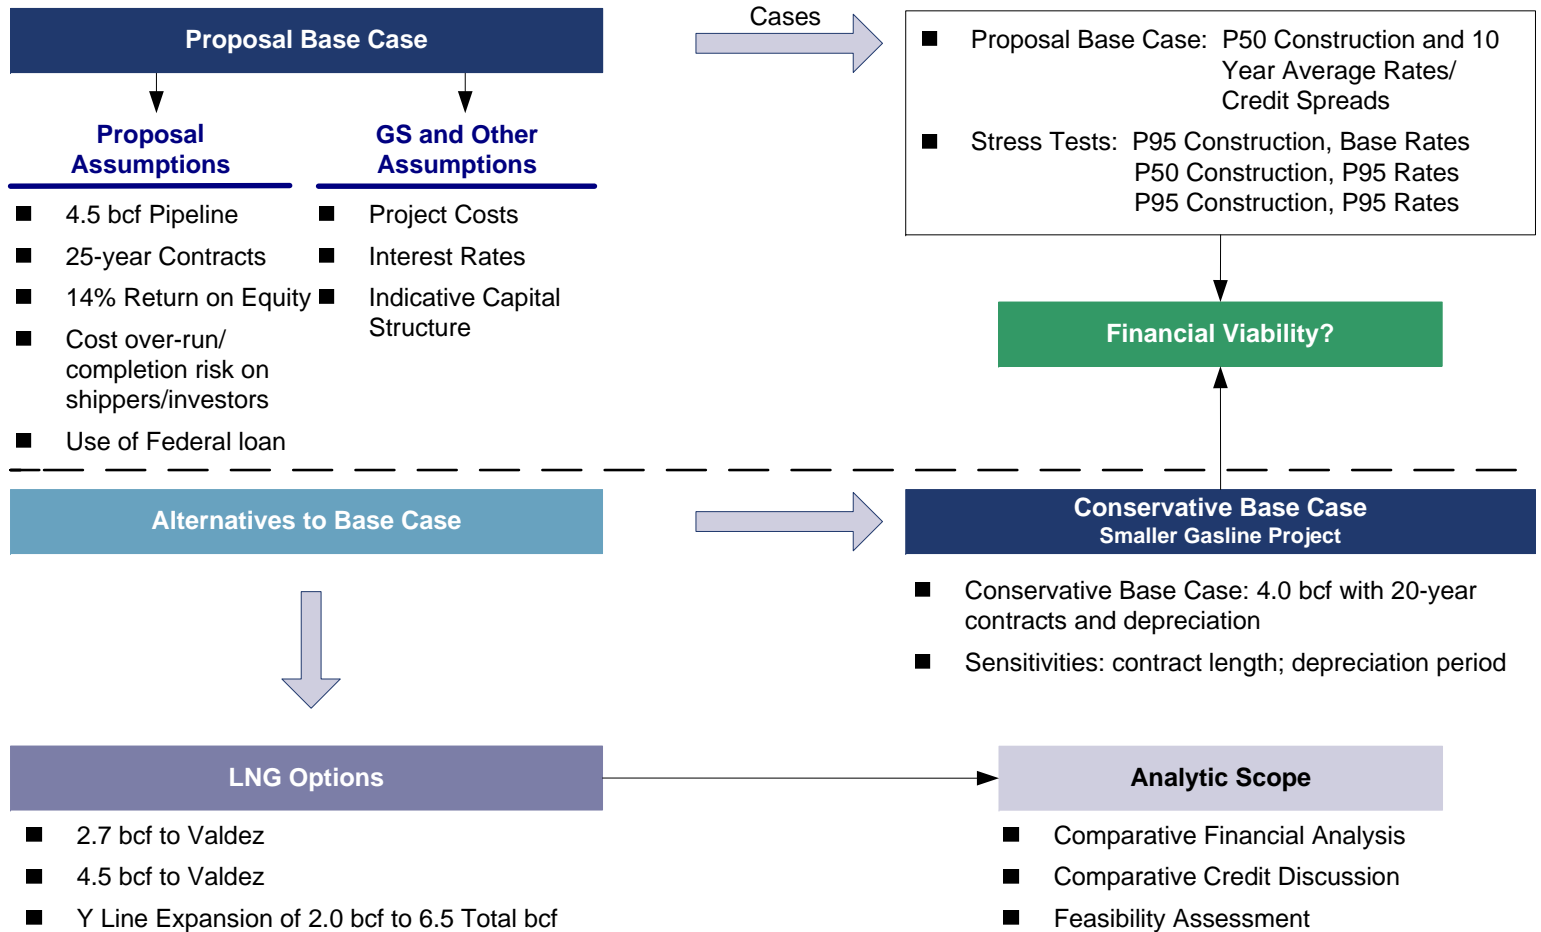 Proposal Base Case
Proposal
Assumptions
■ 4.5 bcf Pipeline
■ 25-year Contracts
■ 14% Return on Equity
■ Cost over-run/
completion risk on
shippers/investors
■ Use of Federal loan
GS and Other
Assumptions
■ Project Costs
■ Interest Rates
■ Indicative Capital
Structure
Cases
■ Proposal Base Case: P50 Construction and 10
Year Average Rates/
Credit Spreads
■ Stress Tests: P95 Construction, Base Rates
P50 Construction, P95 Rates
P95 Construction, P95 Rates
Financial Viability?
Alternatives to Base Case
Conservative Base Case
Smaller Gasline Project
■ Conservative Base Case: 4.0 bcf with 20-year
contracts and depreciation
■ Sensitivities: contract length; depreciation period
LNG Options
■ 2.7 bcf to Valdez
■ 4.5 bcf to Valdez
■ Y Line Expansion of 2.0 bcf to 6.5 Total bcf
Analytic Scope
■ Comparative Financial Analysis
■ Comparative Credit Discussion
■ Feasibility Assessment